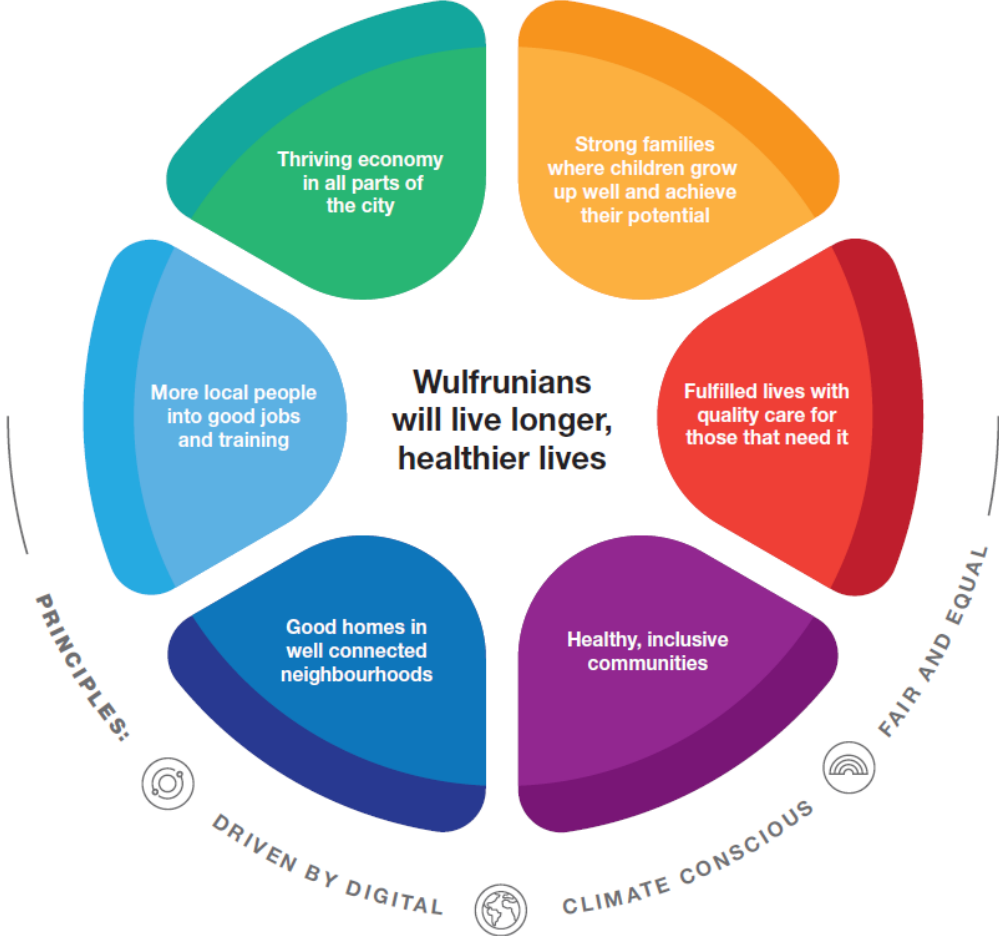 Thriving economy
in all parts of
the city
Strong families
where children grow
up well and achieve
their potential
More local people
into good jobs
and training
Wulfrunians
will live longer,
healthier lives
Fulfilled lives with
quality care for
those that need it
Good homes in
well connected
neighbourhoods
Healthy, inclusive
communities
PRINCIPLES:
DRIVEN BY DIGITAL
CLIMATE CONSCIOUS
FAIR AND EQUAL